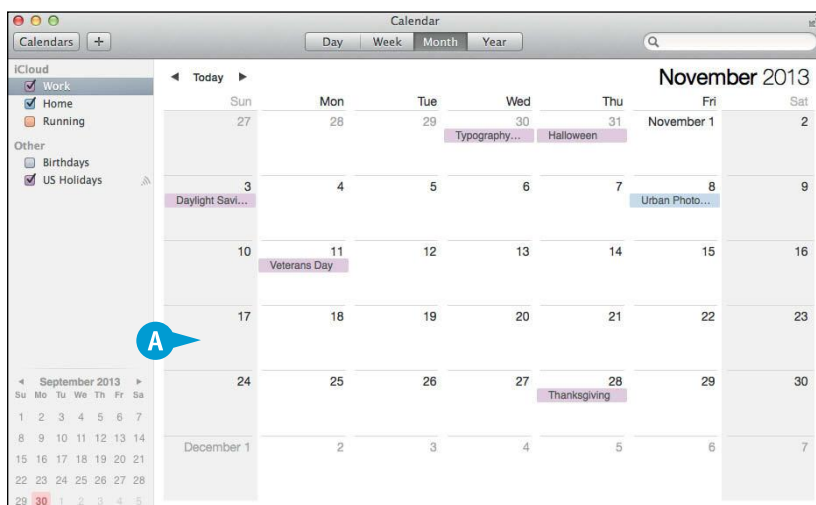 Calendar
Calendars + Day Week Month Year
iCloud
Work
Home
Running
Other
Birthdays
US Holidays
Today
November 2013
Sun Mon Tue Wed Thu Fri Sat
27 28 29 30 31 November 1 2
Typography... Halloween
3 4 5 6 7 8 9
Daylight Savi... Urban Photo...
10 11 12 13 14 15 16
Veterans Day
17 18 19 20 21 22 23
A
24 25 26 27 28 29 30
Thanksgiving
December 1 2 3 4 5 6 7
September 2013
Su Mo Tu We Th Fr Sa
1 2 3 4 5 6 7
8 9 10 11 12 13 14
15 16 17 18 19 20 21
22 23 24 25 26 27 28
29 30 1 2 3 4 5